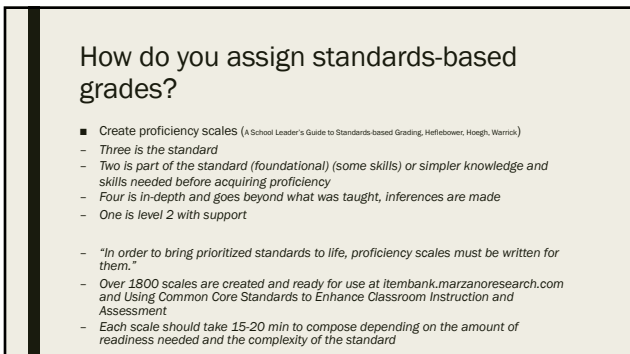 How do you assign standards-based
grades?
■ Create proficiency scales (A School Leader's Guide to Standards-based Grading, Heflebower, Hoegh, Warrick)
– Three is the standard
– Two is part of the standard (foundational) (some skills) or simpler knowledge and
skills needed before acquiring proficiency
– Four is in-depth and goes beyond what was taught, inferences are made
– One is level 2 with support
– “In order to bring prioritized standards to life, proficiency scales must be written for
them.”
– Over 1800 scales are created and ready for use at itembank.marzanoresearch.com
and Using Common Core Standards to Enhance Classroom Instruction and
Assessment
– Each scale should take 15-20 min to compose depending on the amount of
readiness needed and the complexity of the standard